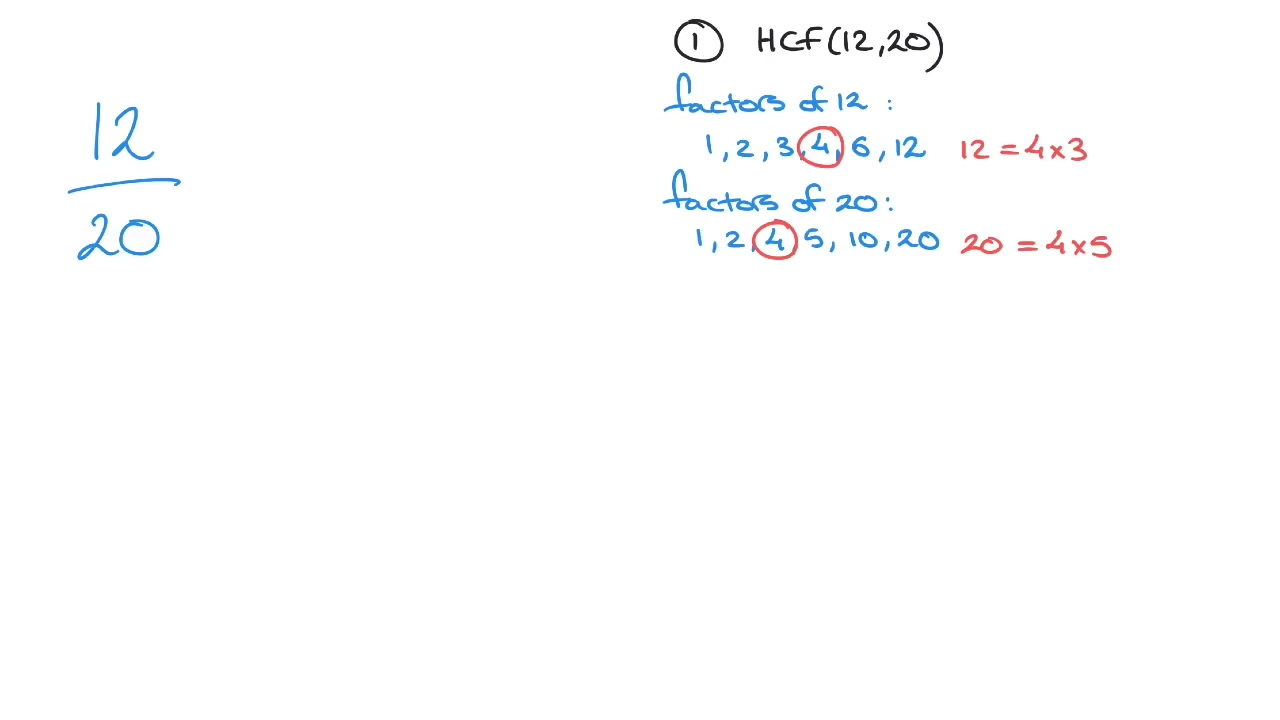 12
20
① HCF(12,20)
factors of 12 :
1, 2, 3, 4, 6, 12 12 = 4×3
factors of 20:
1, 2, 4, 5, 10, 20 20 = 4×5